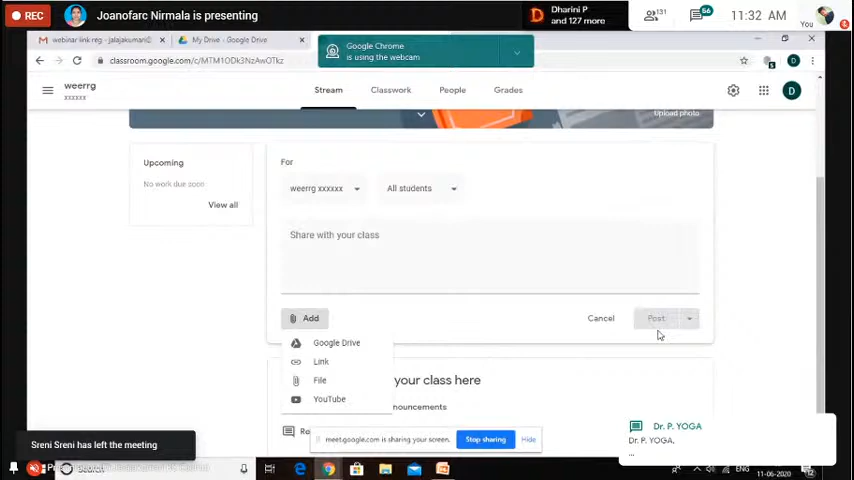 REC
Joanofarc Nirmala is presenting
D
Dharini P
and 127 more
131
56
11:32 AM
You
webinar link reg - jalajakumari@
My Drive - Google Drive
Google Chrome
is using the webcam
classroom.google.com/c/MTM1ODk3NzAwOTkz
5
D
weerrg
xxxxxx
Stream
Classwork
People
Grades
D
Upload photo
Upcoming
No work due soon
View all
For
weerrg xxxxxx
All students
Share with your class
Add
Cancel
Post
Google Drive
Link
File
YouTube
your class here
nouncements
Sreni Sreni has left the meeting
meet.google.com is sharing your screen.
Stop sharing
Hide
Dr. P. YOGA
Dr. P. YOGA,
...
Search
ENG
11-06-2020